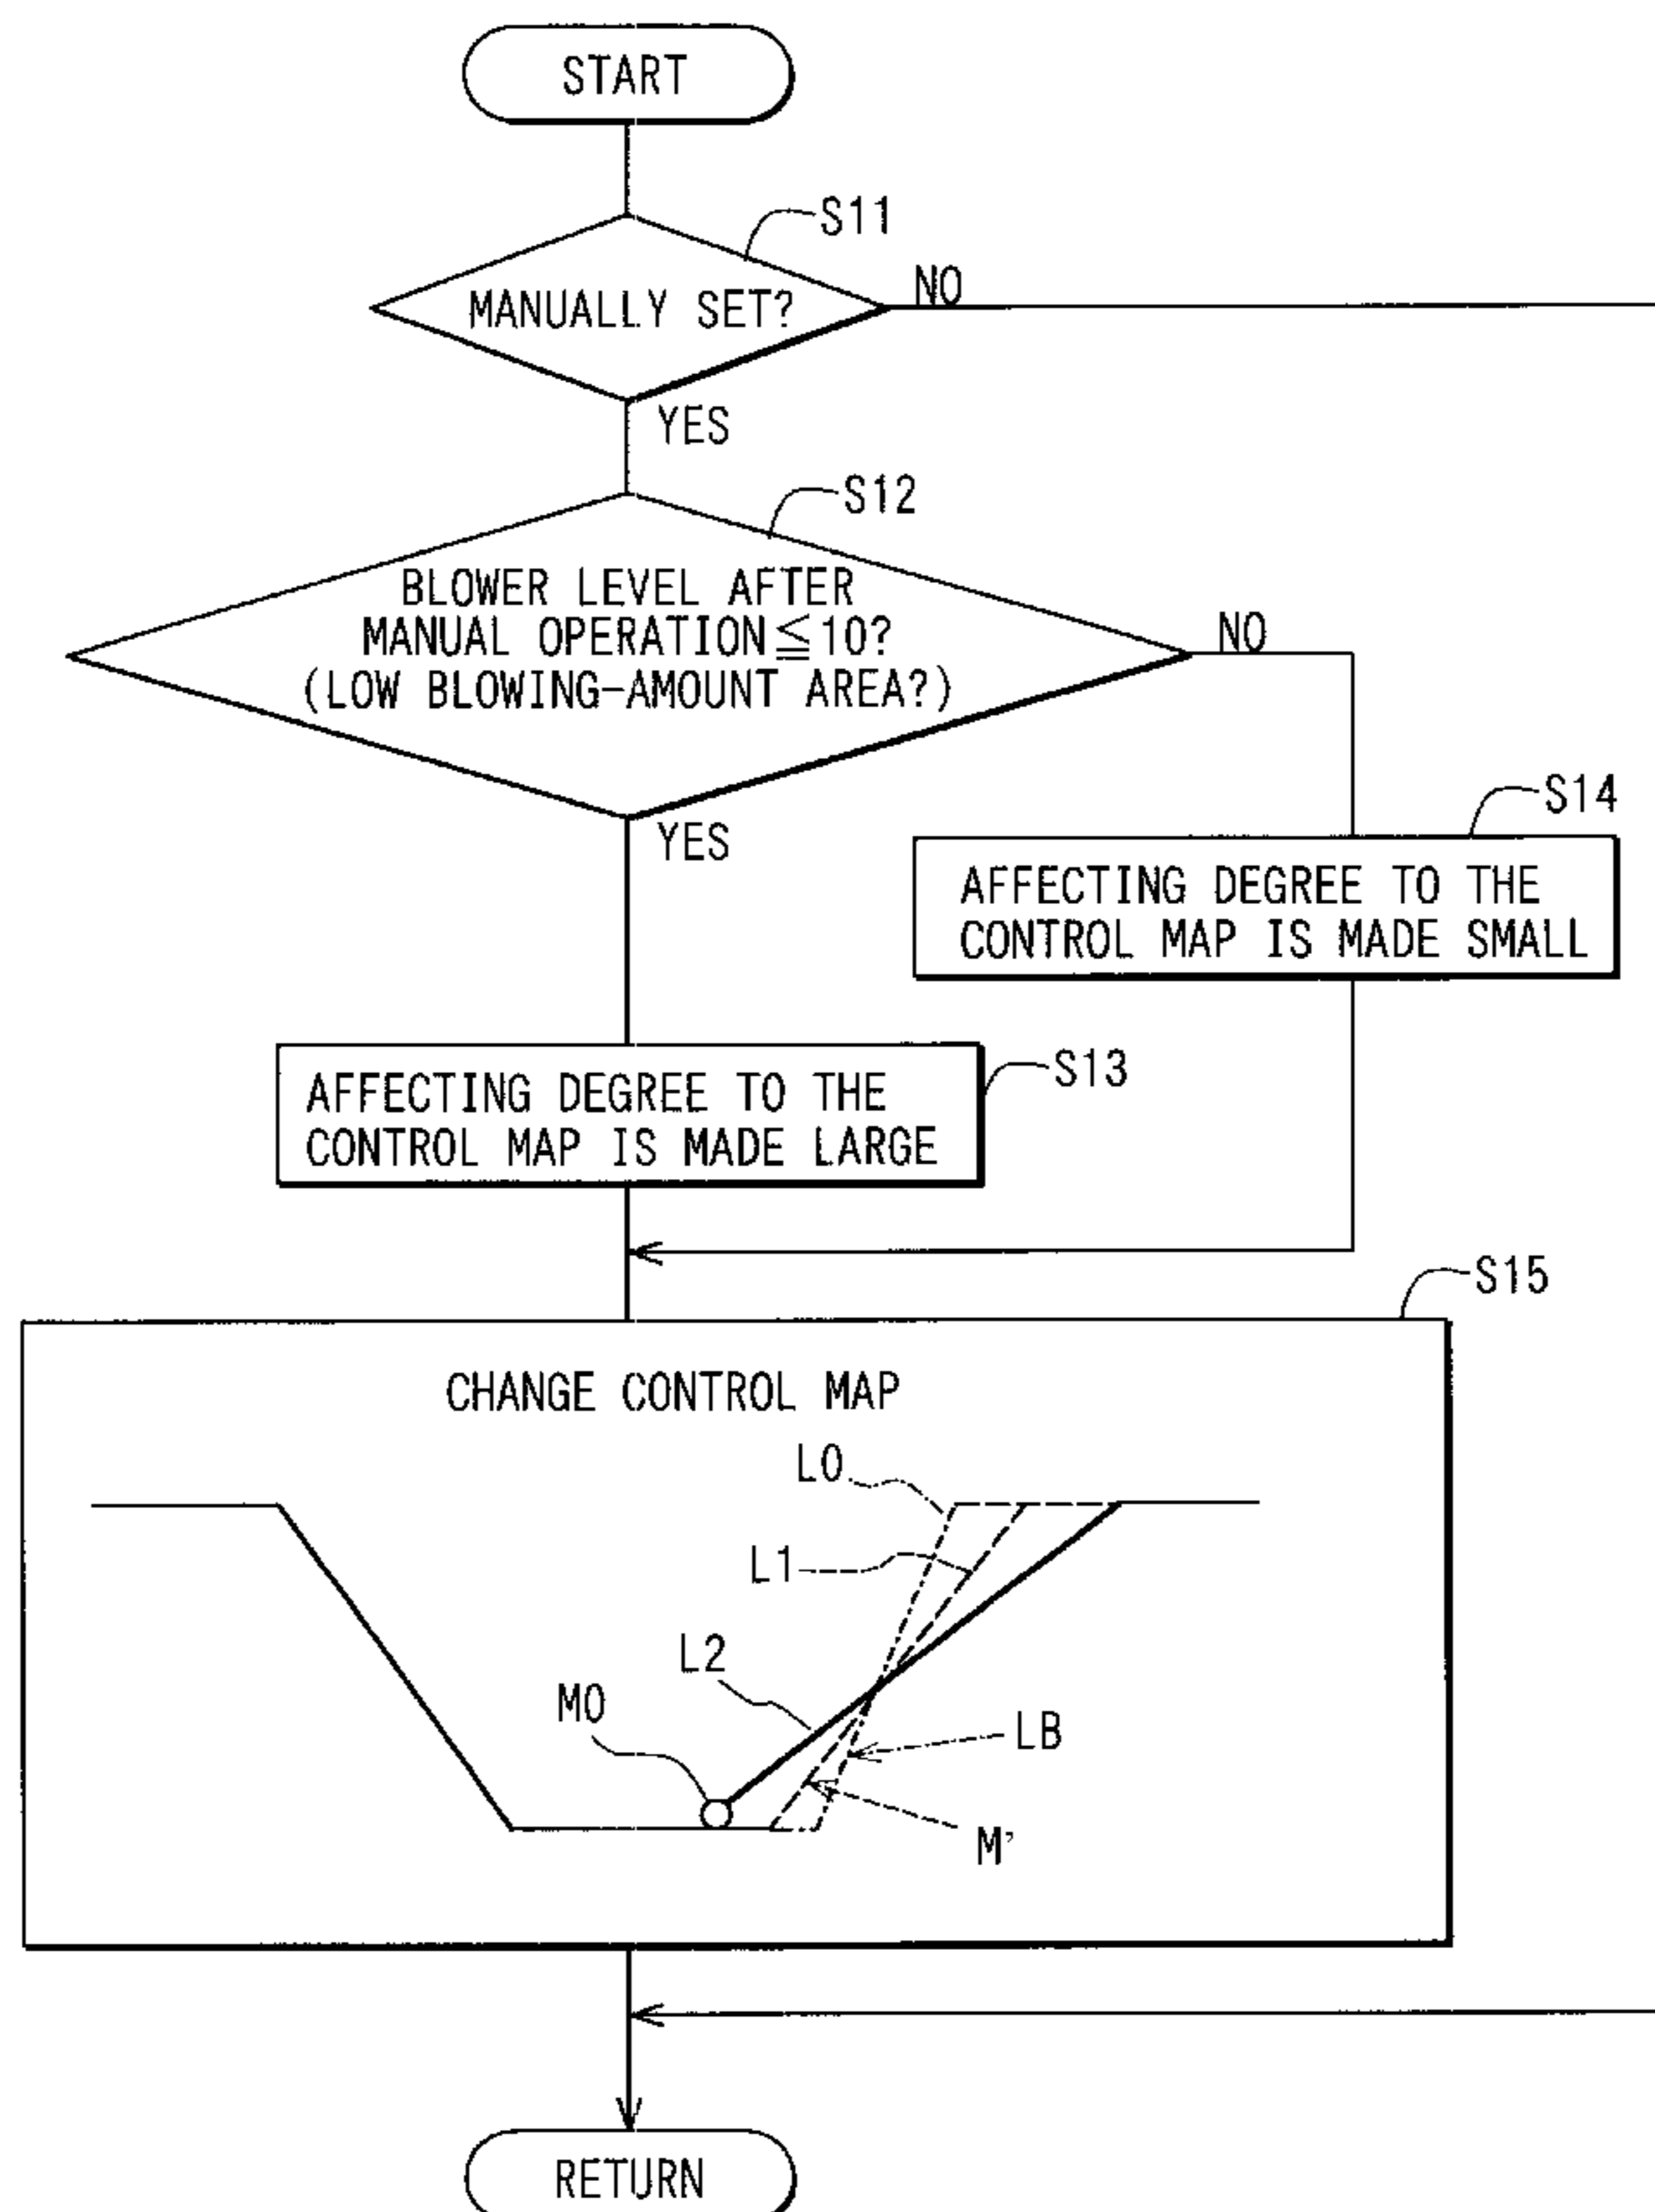 START
S11
MANUALLY SET?
NO
YES
S12
BLOWER LEVEL AFTER
MANUAL OPERATION≦10?
(LOW BLOWING-AMOUNT AREA?)
NO
YES
S14
AFFECTING DEGREE TO THE
CONTROL MAP IS MADE SMALL
S13
AFFECTING DEGREE TO THE
CONTROL MAP IS MADE LARGE
S15
CHANGE CONTROL MAP
L0
L1
L2
M0
LB
M'
RETURN